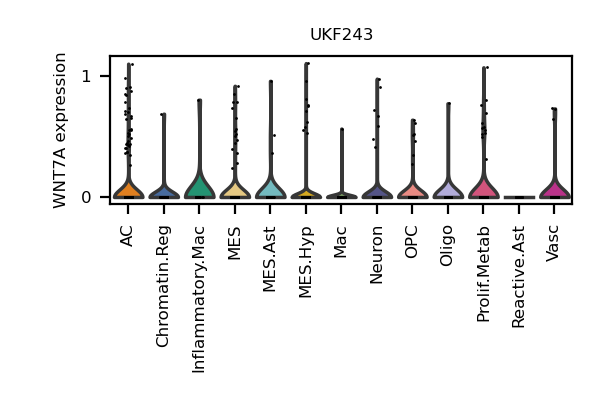 UKF243
WNT7A expression
1
0
AC
Chromatin.Reg
Inflammatory.Mac
MES
MES.Ast
MES.Hyp
Mac
Neuron
OPC
Oligo
Prolif.Metab
Reactive.Ast
Vasc